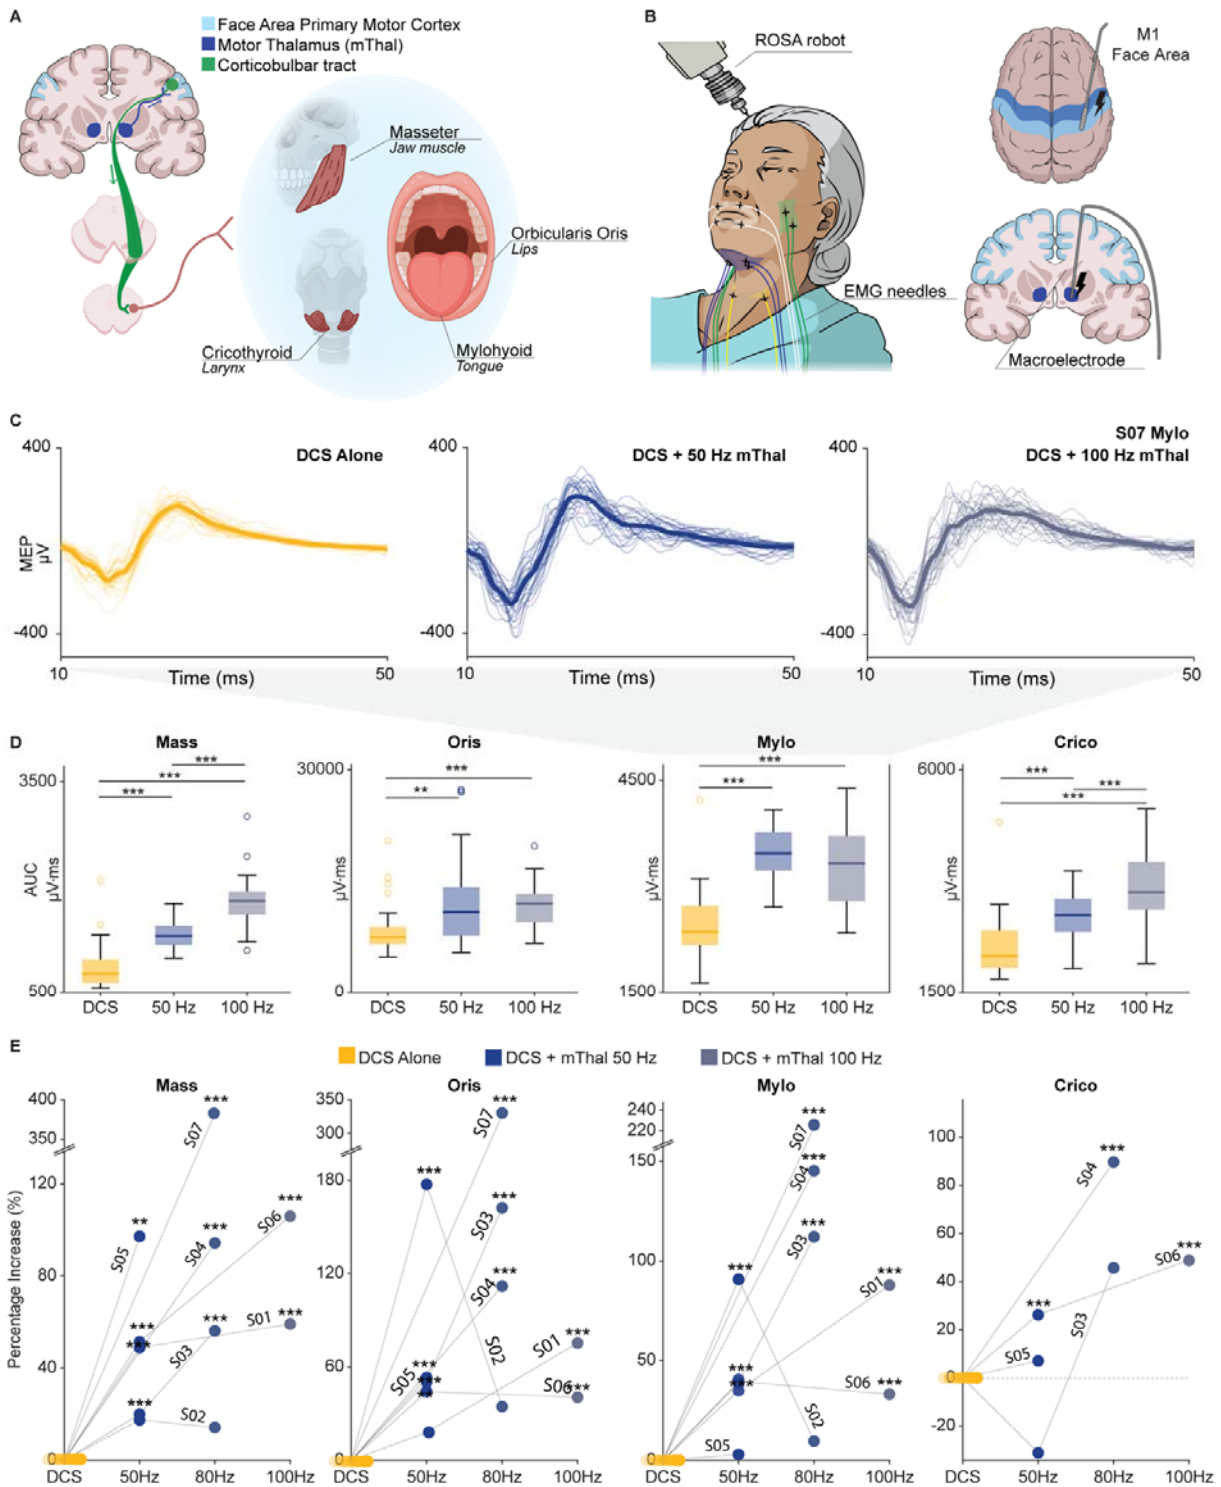 A
Face Area Primary Motor Cortex
Motor Thalamus (mThal)
Corticobulbar tract
Masseter
Jaw muscle
Orbicularis Oris
Lips
Cricothyroid
Larynx
Mylohyoid
Tongue
B
ROSA robot
M1
Face Area
EMG needles
Macroelectrode
C
400
DCS Alone
MEP
µV
-400
10
Time (ms)
50
400
DCS + 50 Hz mThal
-400
10
Time (ms)
50
S07 Mylo
400
DCS + 100 Hz mThal
-400
10
Time (ms)
50
D
Mass
***
***
***
3500
AUC
µV·ms
500
DCS
50 Hz
100 Hz
Oris
30000
***
**
µV·ms
0
DCS
50 Hz
100 Hz
Mylo
4500
***
***
µV·ms
1500
DCS
50 Hz
100 Hz
Crico
6000
***
***
***
µV·ms
1500
DCS
50 Hz
100 Hz
E
DCS Alone
DCS + mThal 50 Hz
DCS + mThal 100 Hz
Mass
400
350
120
80
40
0
Percentage Increase (%)
***
S07
**
S05
***
S04
***
S06
***
***
***
S03
***
S01
***
S02
DCS
50Hz
80Hz
100Hz
Oris
350
300
180
120
60
0
***
S07
***
***
S03
***
S04
S02
S05
***
***
**
S01
***
S06
***
DCS
50Hz
80Hz
100Hz
Mylo
240
220
150
100
50
0
***
S07
***
S04
***
S03
***
***
S01
***
***
S06
***
S02
S05
DCS
50Hz
80Hz
100Hz
Crico
100
80
60
40
20
0
-20
***
S04
***
S06
***
S05
S03
DCS
50Hz
80Hz
100Hz